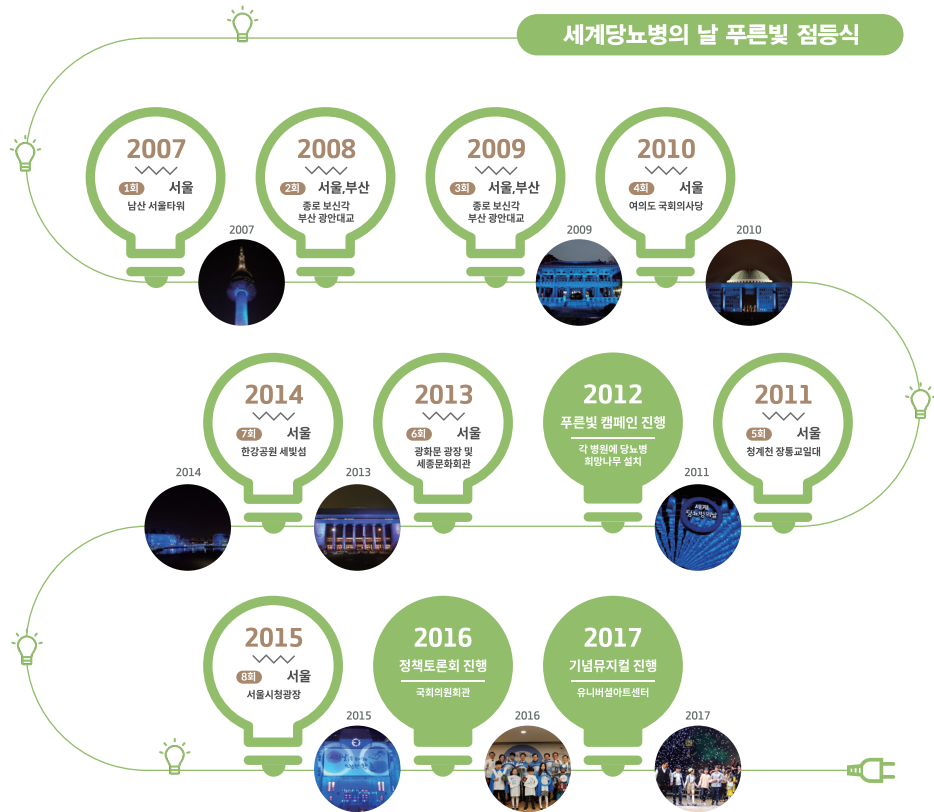 세계당뇨병의 날 푸른빛 점등식
2007
1회 서울
남산 서울타워
2007
2008
2회 서울,부산
종로 보신각
부산 광안대교
2009
3회 서울,부산
종로 보신각
부산 광안대교
2009
2010
4회 서울
여의도 국회의사당
2010
2011
5회 서울
청계천 장통교일대
2011
세계
당뇨병의날
2012
푸른빛 캠페인 진행
각 병원에 당뇨병
희망나무 설치
2013
6회 서울
광화문 광장 및
세종문화회관
2013
2014
7회 서울
한강공원 세빛섬
2014
2015
8회 서울
서울시청광장
2015
2016
정책토론회 진행
국회의원회관
2016
2017
기념뮤지컬 진행
유니버셜아트센터
2017